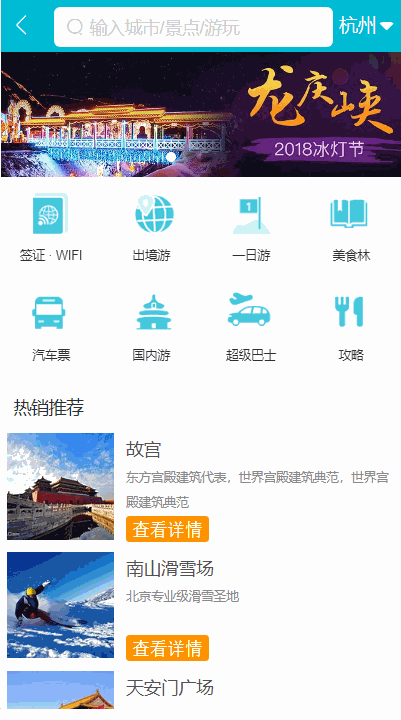 输入城市/景点/游玩
杭州
龙庆峡
2018冰灯节
1
签证 · WIFI
出境游
一日游
美食林
汽车票
国内游
超级巴士
攻略
热销推荐
故宫
东方宫殿建筑代表，世界宫殿建筑典范，世界宫
殿建筑典范
查看详情
南山滑雪场
北京专业级滑雪圣地
查看详情
天安门广场